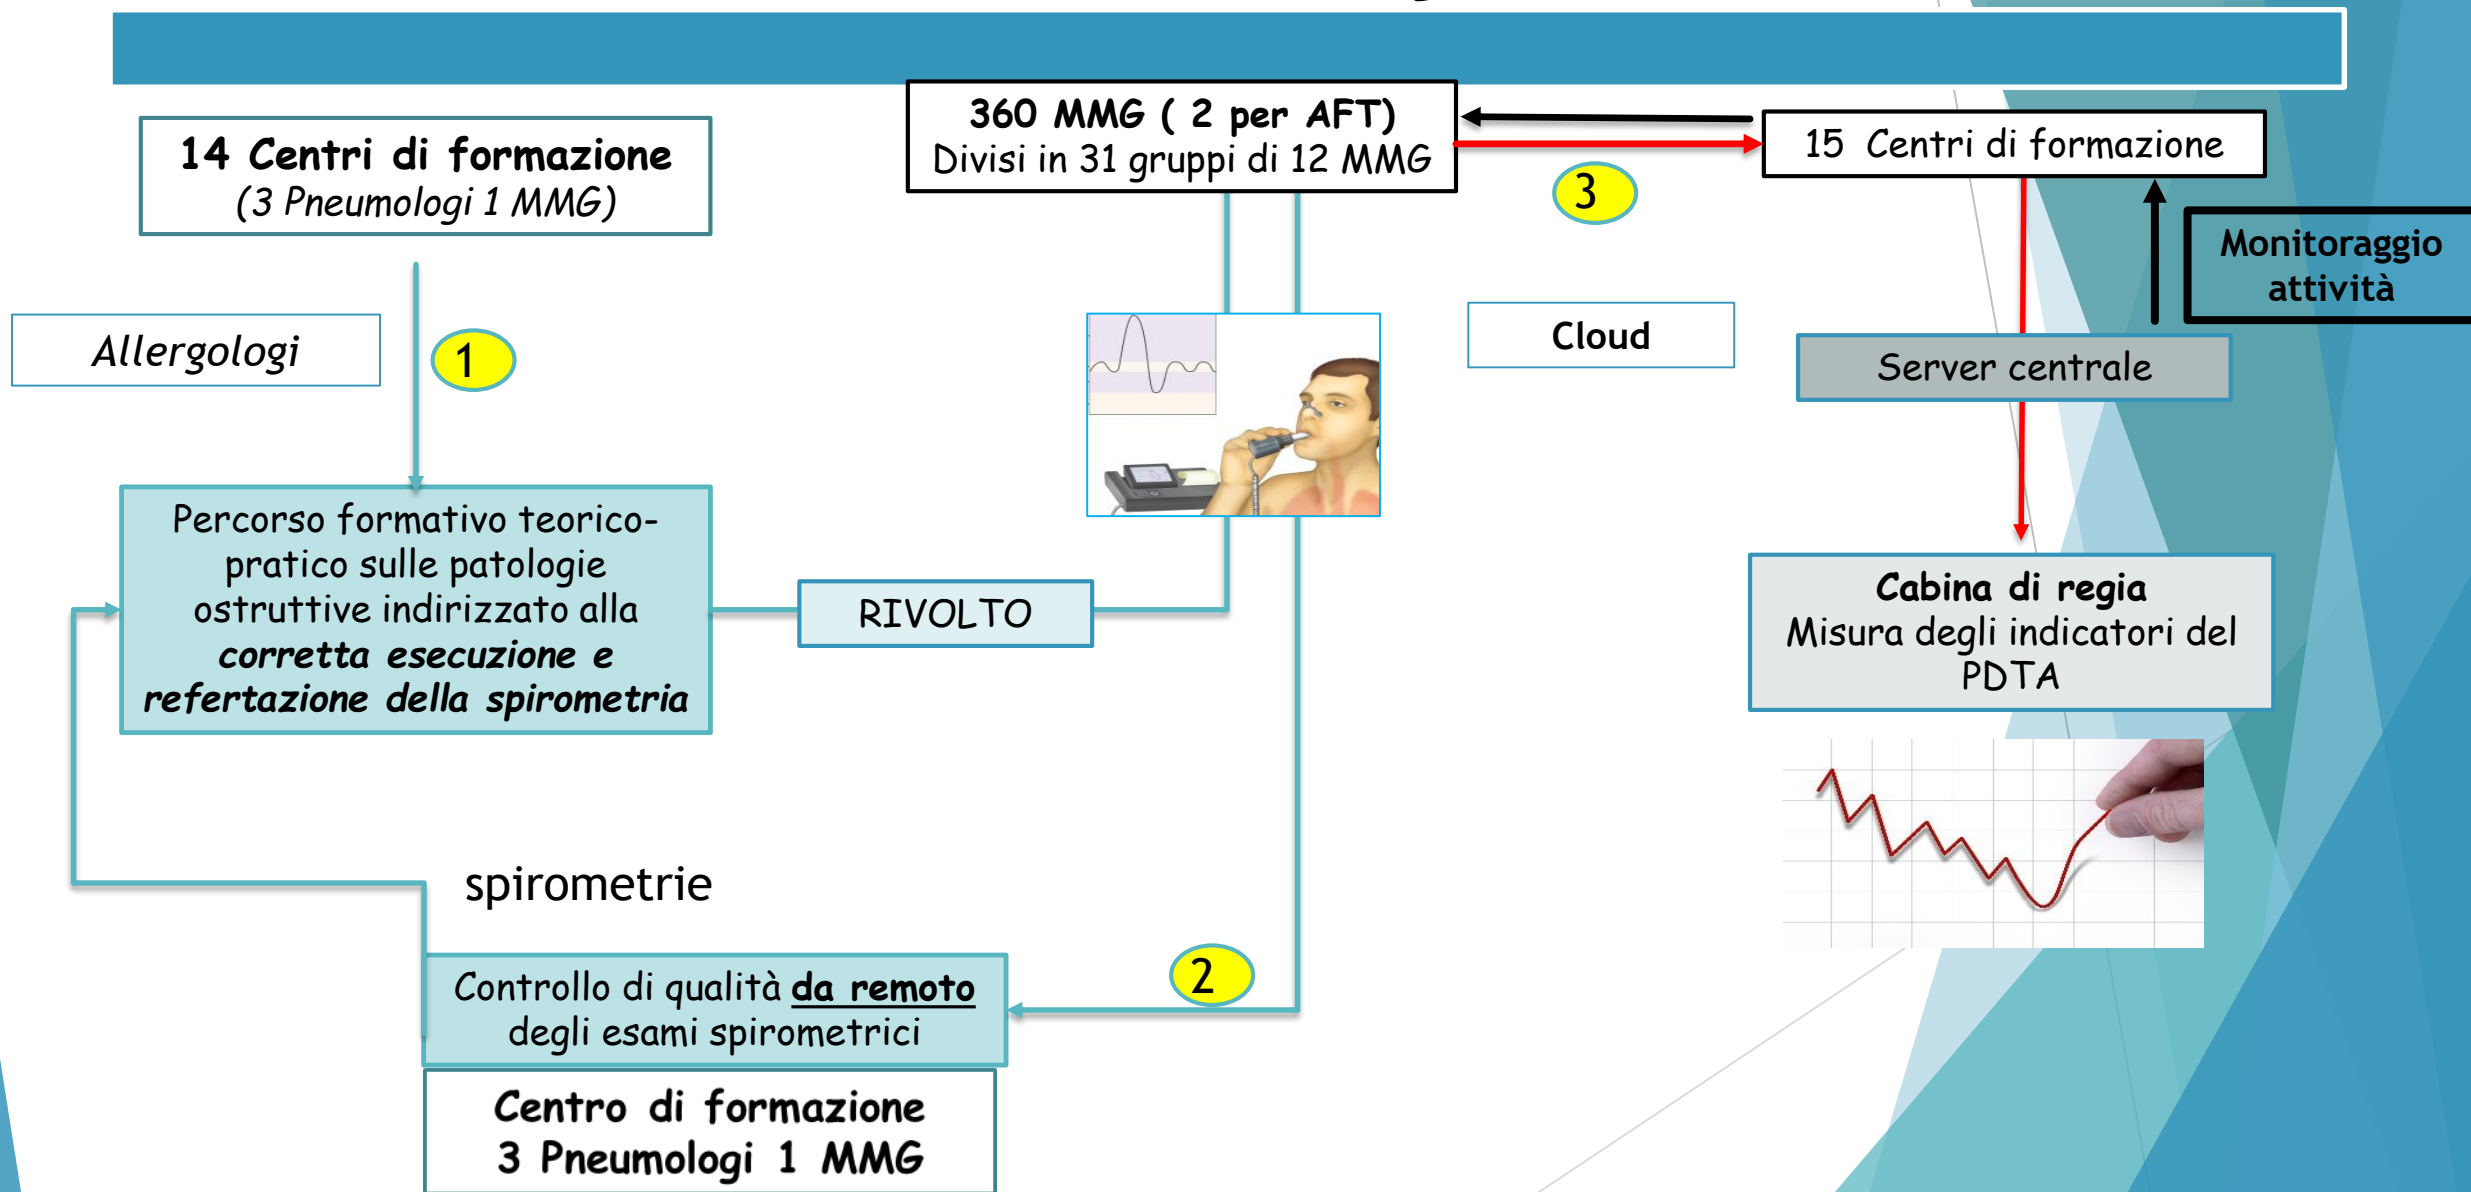 14 Centri di formazione
(3 Pneumologi 1 MMG)
360 MMG ( 2 per AFT)
Divisi in 31 gruppi di 12 MMG
15 Centri di formazione
3
Monitoraggio
attività
Allergologi
1
Cloud
Server centrale
Percorso formativo teorico-
pratico sulle patologie
ostruttive indirizzato alla
corretta esecuzione e
refertazione della spirometria
RIVOLTO
Cabina di regia
Misura degli indicatori del
PDTA
spirometrie
Controllo di qualità da remoto
degli esami spirometrici
2
Centro di formazione
3 Pneumologi 1 MMG